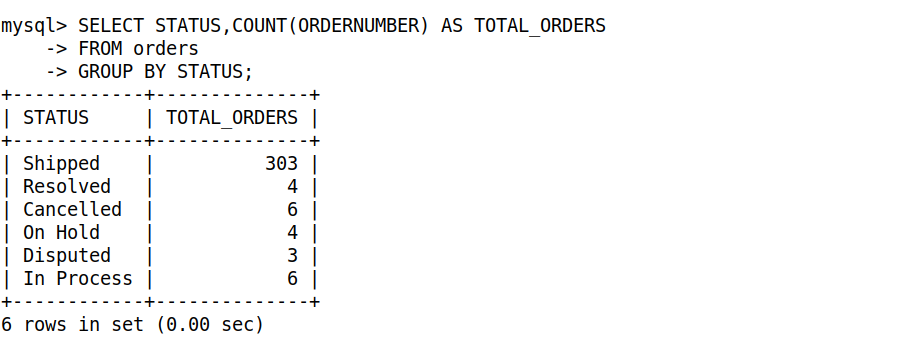 mysql> SELECT STATUS,COUNT(ORDERNUMBER) AS TOTAL_ORDERS
    -> FROM orders
    -> GROUP BY STATUS;
+------------+--------------+
| STATUS     | TOTAL_ORDERS |
+------------+--------------+
| Shipped    |          303 |
| Resolved   |            4 |
| Cancelled  |            6 |
| On Hold    |            4 |
| Disputed   |            3 |
| In Process |            6 |
+------------+--------------+
6 rows in set (0.00 sec)